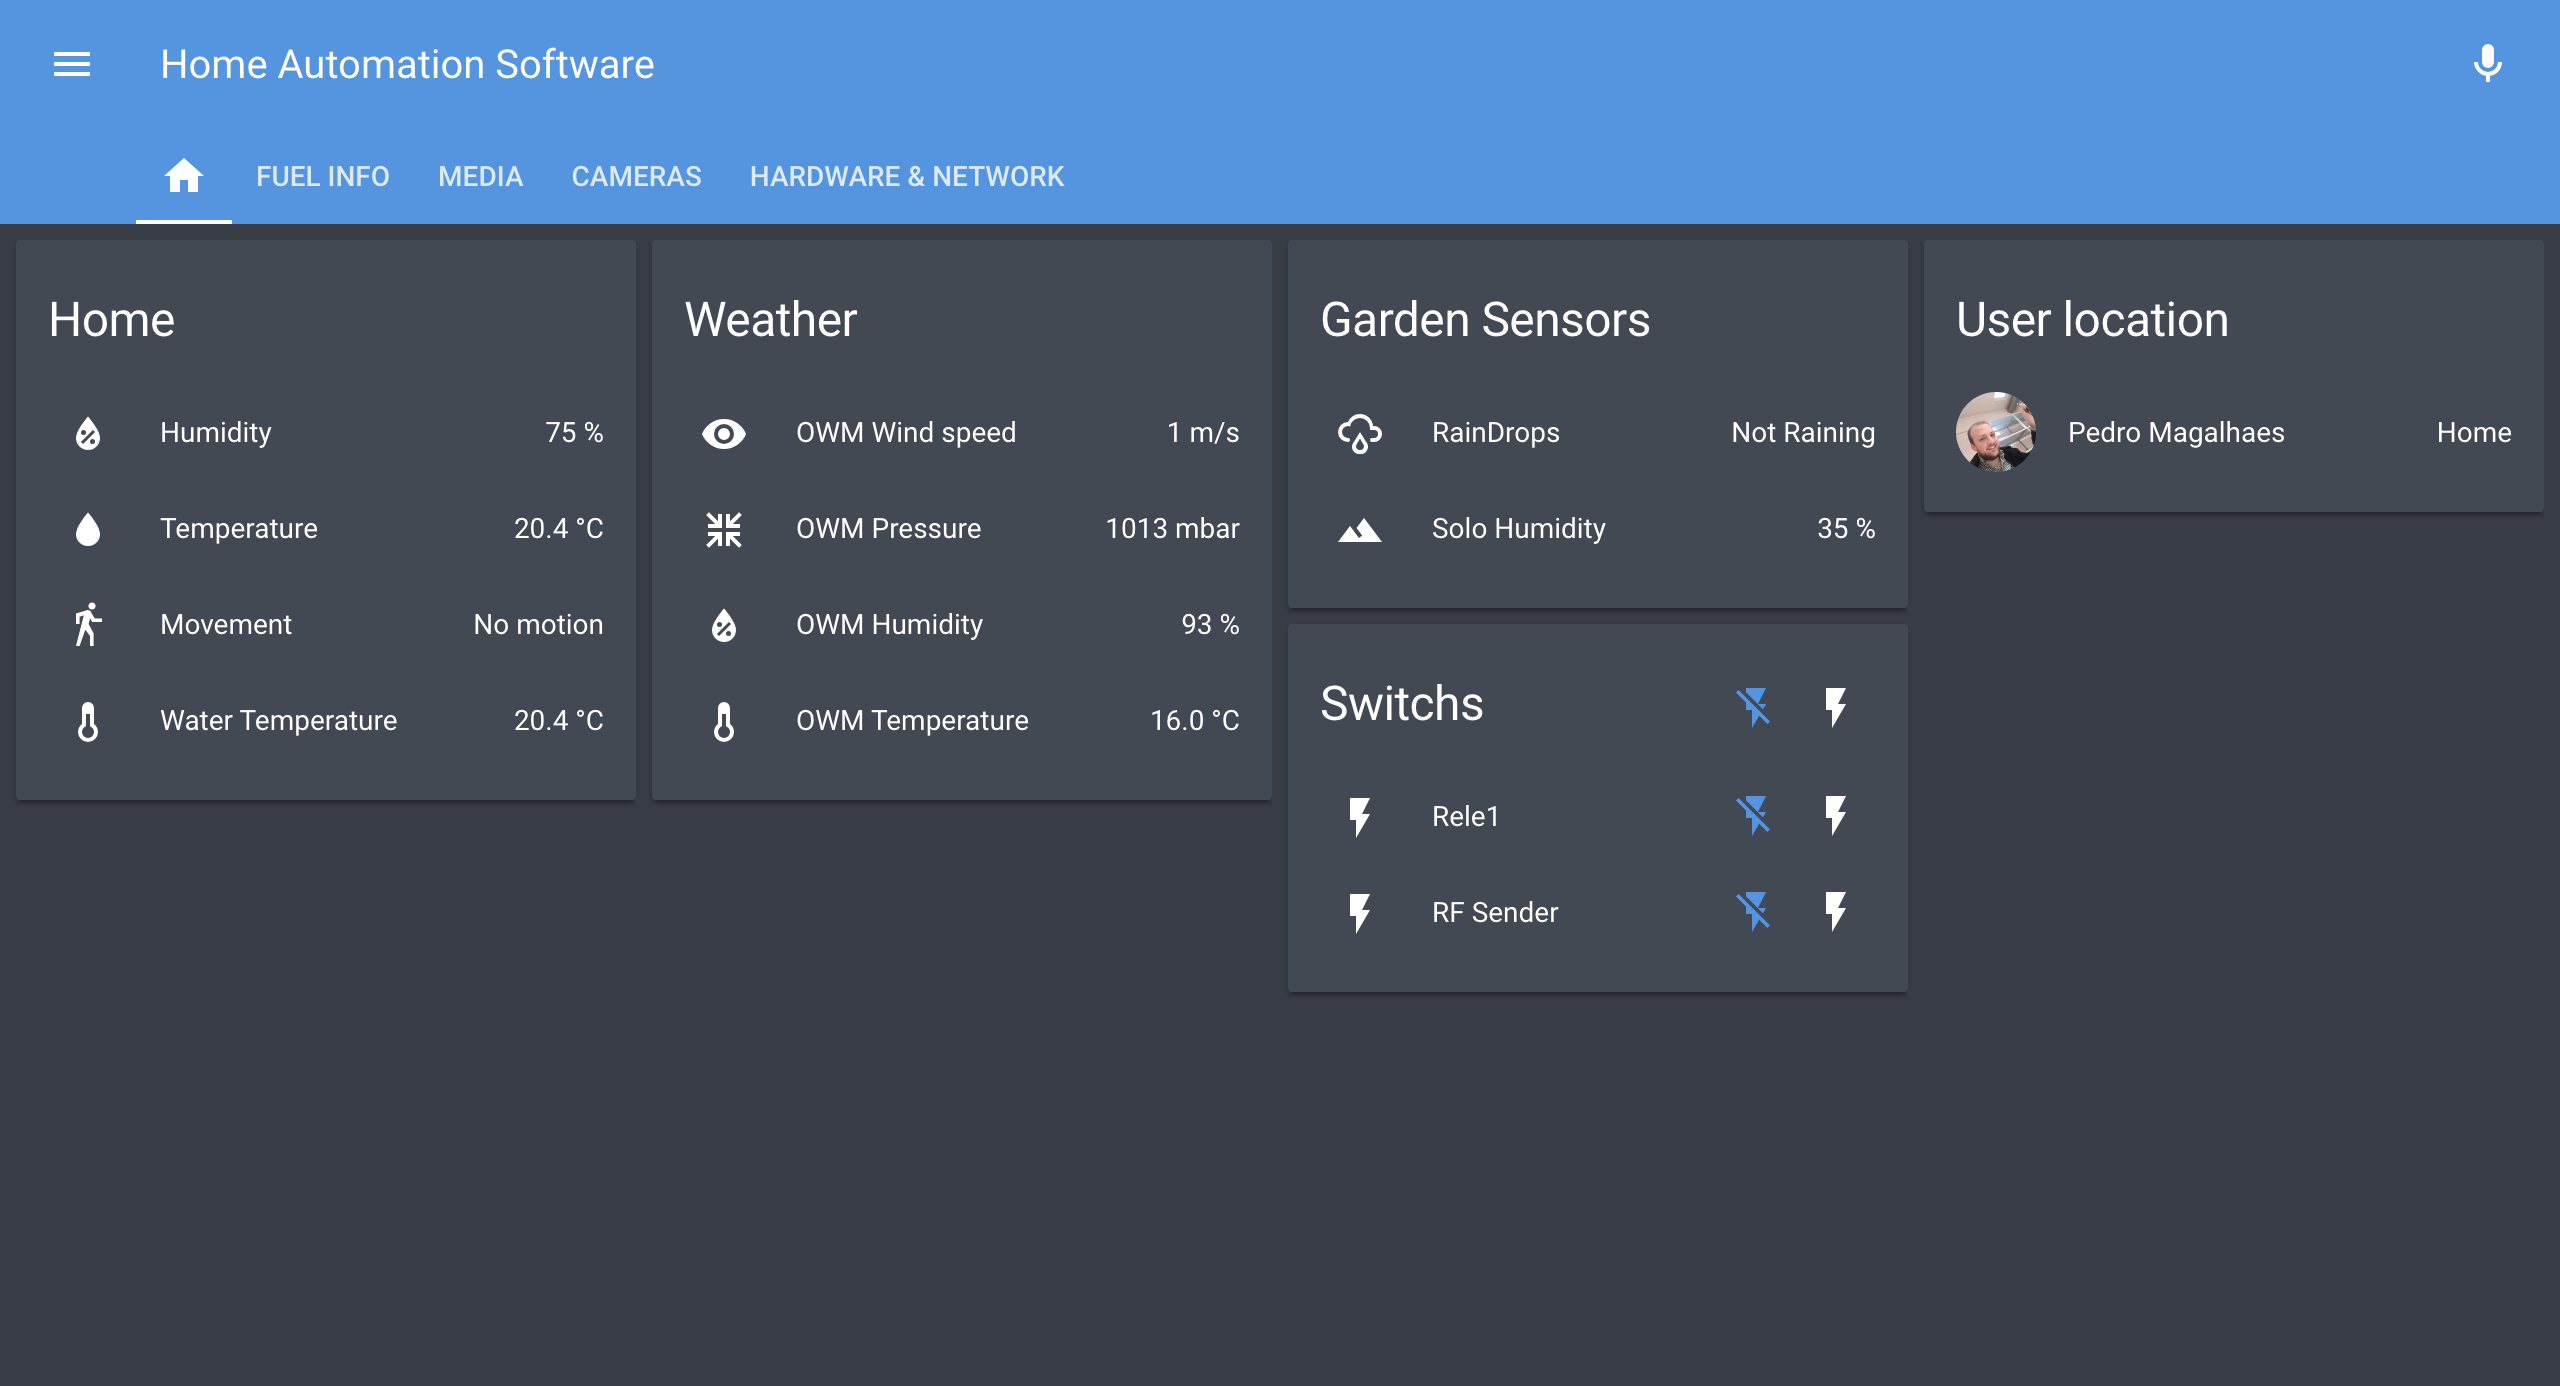 Home Automation Software
FUEL INFO MEDIA CAMERAS HARDWARE & NETWORK
Home
Humidity 75 %
Temperature 20.4 °C
Movement No motion
Water Temperature 20.4 °C
Weather
OWM Wind speed 1 m/s
OWM Pressure 1013 mbar
OWM Humidity 93 %
OWM Temperature 16.0 °C
Garden Sensors
RainDrops Not Raining
Solo Humidity 35 %
Switchs
Rele1
RF Sender
User location
Pedro Magalhaes Home